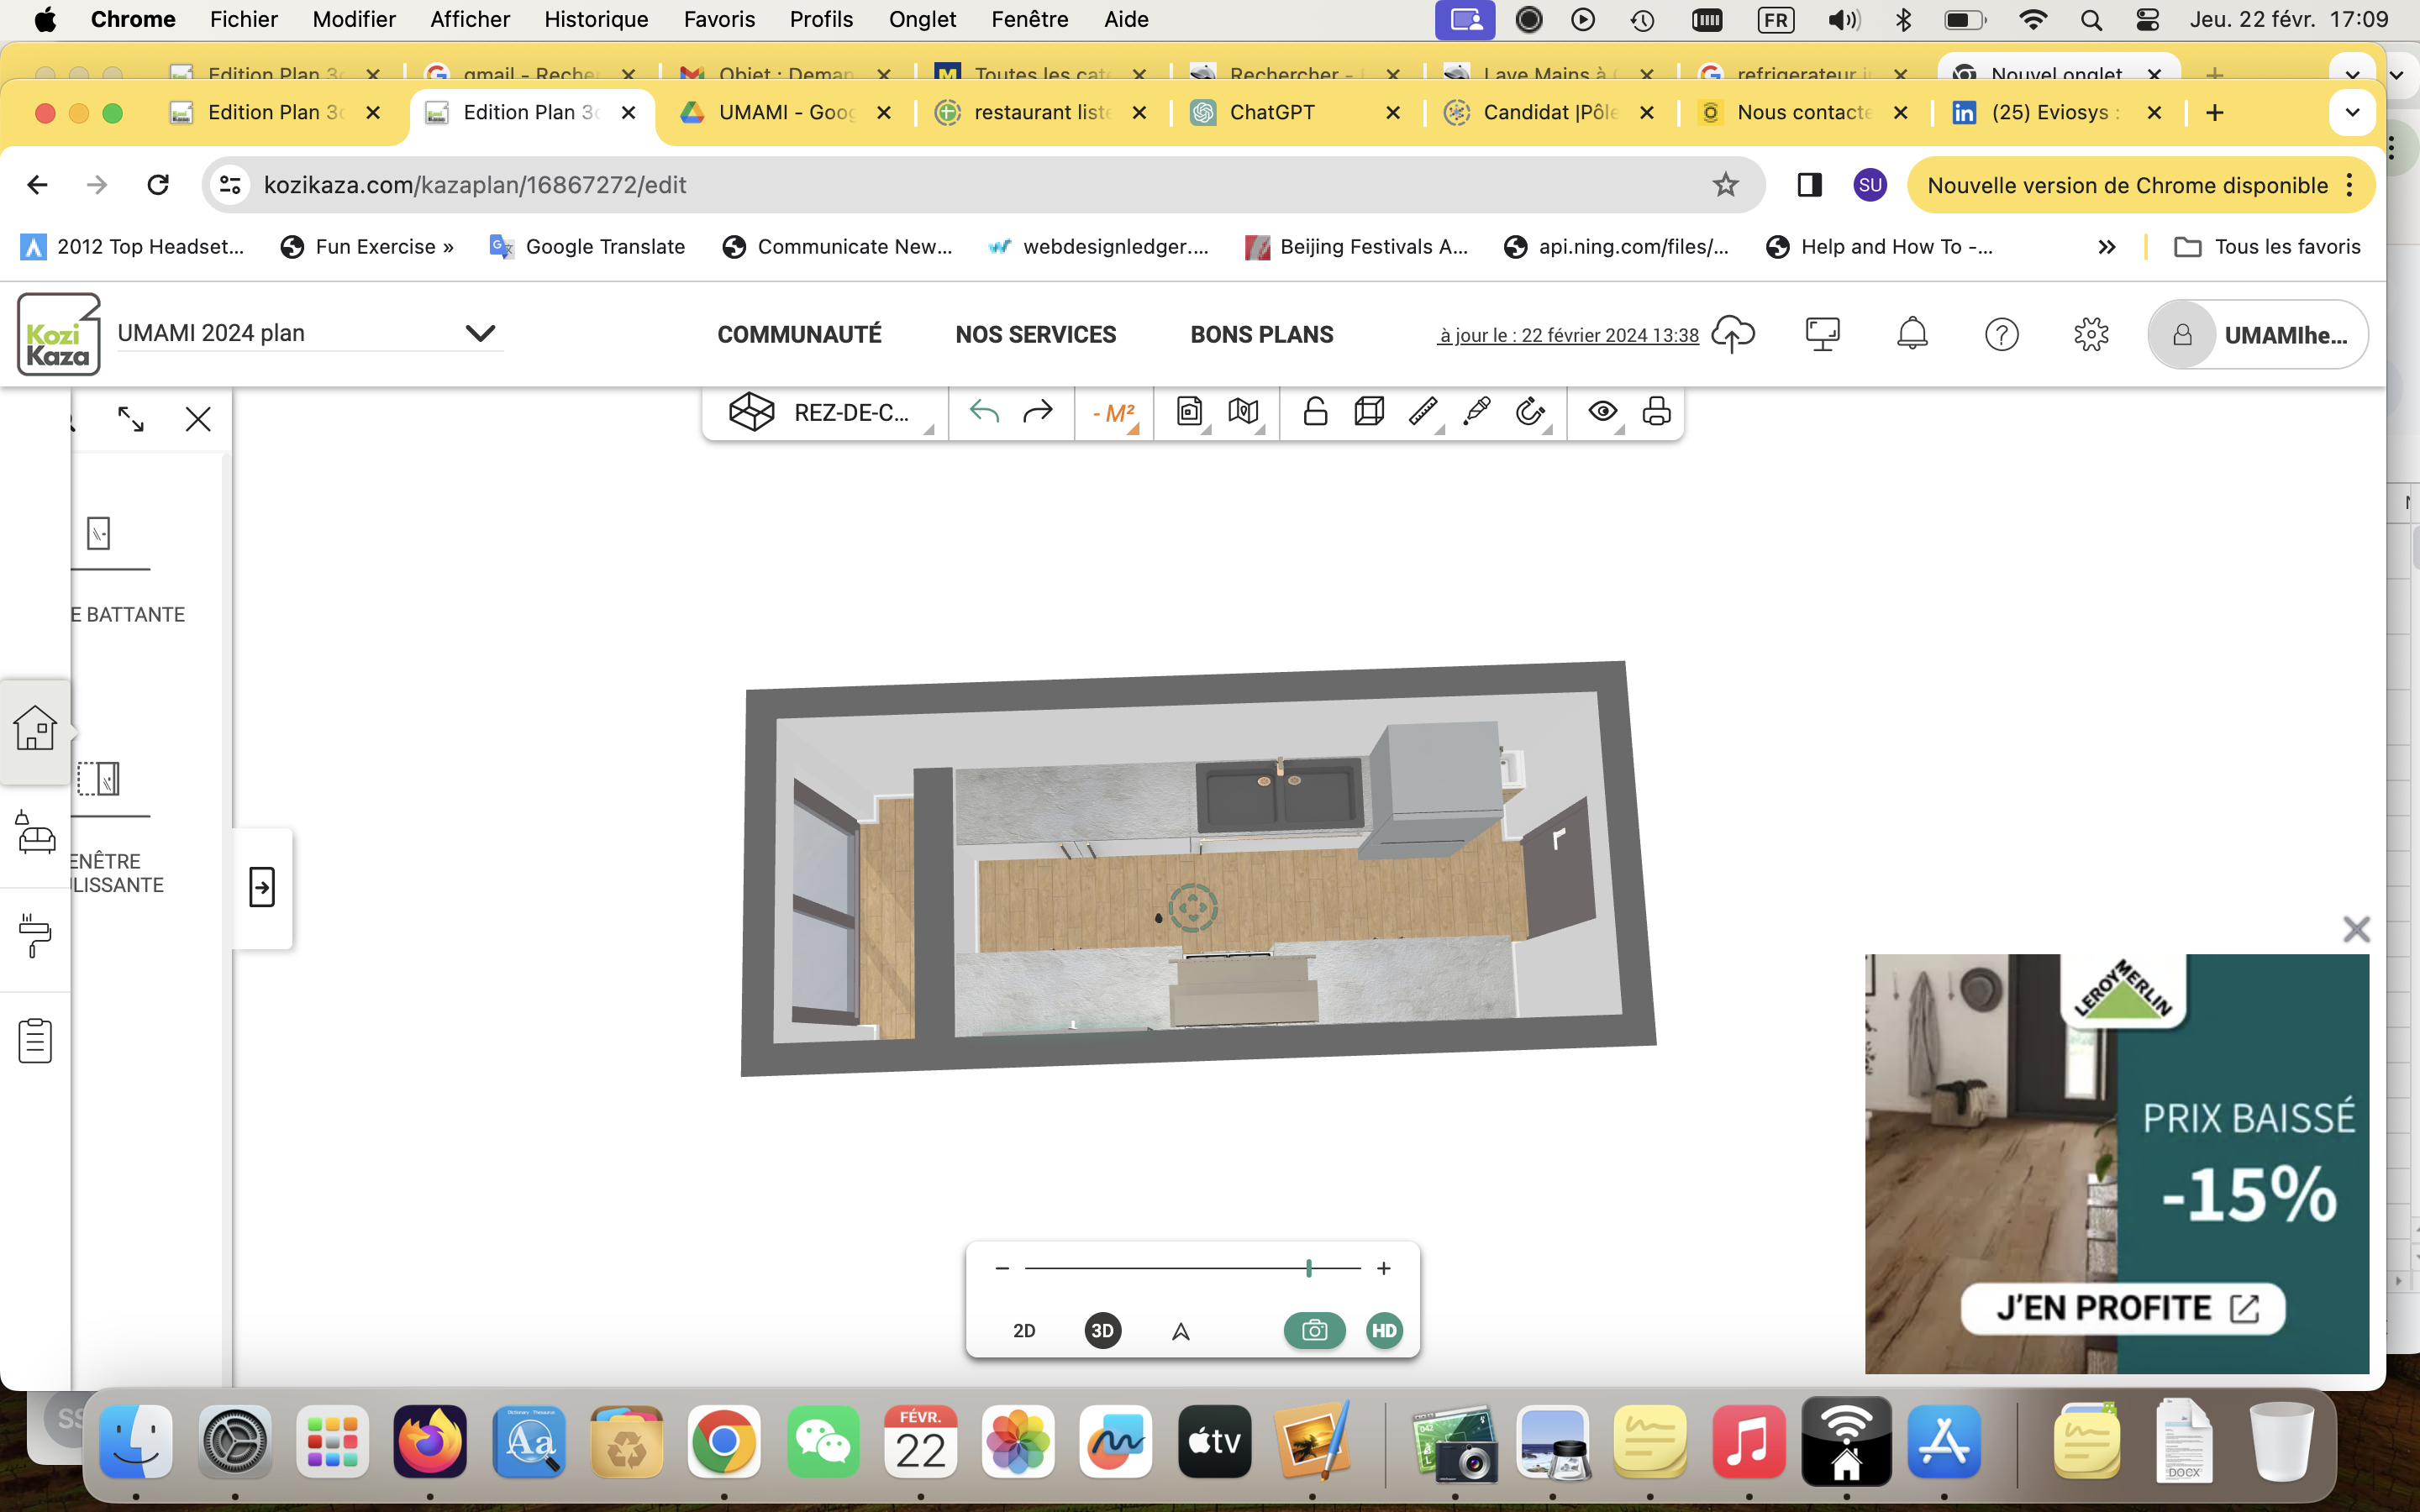 Chrome Fichier Modifier Afficher Historique Favoris Profils Onglet Fenêtre Aide FR Jeu. 22 févr. 17:09
Edition Plan 3d gmail - Reche Objet : Deman Toutes les cat Rechercher - Lave Mains à refrigerateur Nouvel onglet
Edition Plan 3d Edition Plan 3d UMAMI - Goog restaurant liste ChatGPT Candidat |Pôle Nous contacte (25) Eviosys :
kozikaza.com/kazaplan/16867272/edit SU Nouvelle version de Chrome disponible
2012 Top Headset... Fun Exercise » Google Translate Communicate New... webdesignledger.... Beijing Festivals A... api.ning.com/files/... Help and How To -... » Tous les favoris
Kozi
Kaza
UMAMI 2024 plan COMMUNAUTÉ NOS SERVICES BONS PLANS à jour le : 22 février 2024 13:38 UMAMIhe...
REZ-DE-C... - M²
E BATTANTE
ENÊTRE
LISSANTE
LEROY MERLIN
PRIX BAISSÉ
-15%
J'EN PROFITE
− +
2D 3D HD
SS
Aa
FÉVR.
22
tv
DOCX